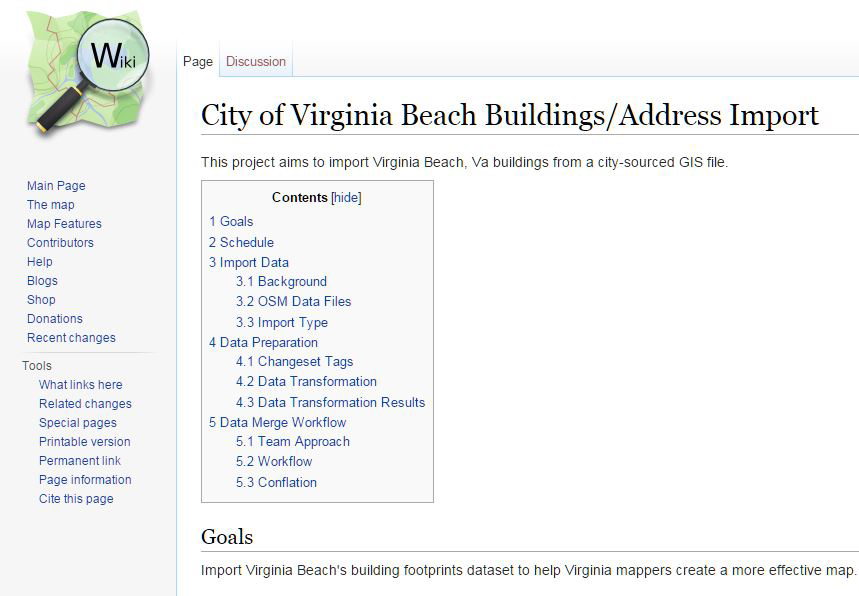 Wiki
Page
Discussion
City of Virginia Beach Buildings/Address Import
This project aims to import Virginia Beach, Va buildings from a city-sourced GIS file.
Contents [hide]
1 Goals
2 Schedule
3 Import Data
3.1 Background
3.2 OSM Data Files
3.3 Import Type
4 Data Preparation
4.1 Changeset Tags
4.2 Data Transformation
4.3 Data Transformation Results
5 Data Merge Workflow
5.1 Team Approach
5.2 Workflow
5.3 Conflation
Goals
Import Virginia Beach's building footprints dataset to help Virginia mappers create a more effective map.
Main Page
The map
Map Features
Contributors
Help
Blogs
Shop
Donations
Recent changes
Tools
What links here
Related changes
Special pages
Printable version
Permanent link
Page information
Cite this page